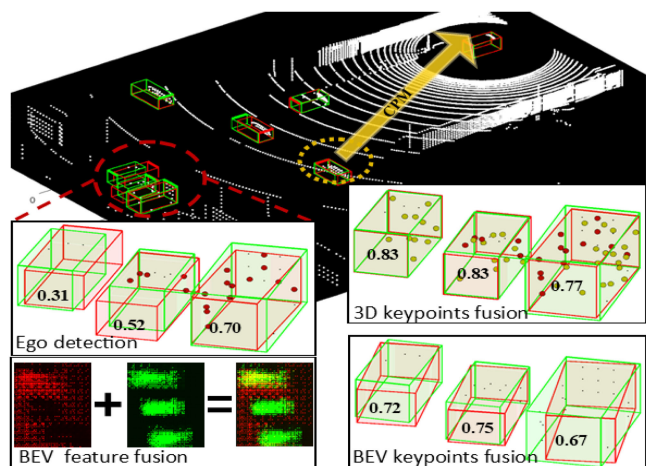 CPM
0.83
0.83
0.77
3D keypoints fusion
0.31
0.52
0.70
Ego detection
+
=
BEV feature fusion
0.72
0.75
0.67
BEV keypoints fusion